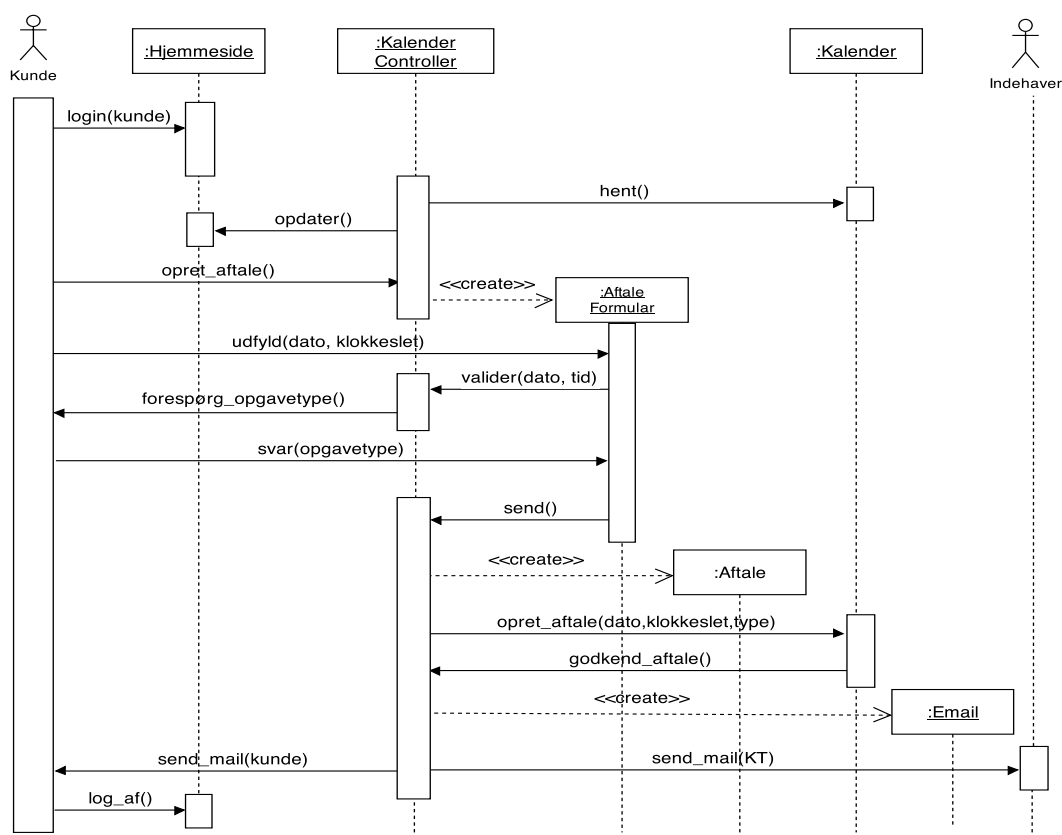 :Hjemmeside
:Kalender
Controller
:Kalender
Kunde
Indehaver
login(kunde)
hent()
opdater()
opret_aftale()
<<create>>
:Aftale
Formular
udfyld(dato, klokkeslet)
valider(dato, tid)
forespørg_opgavetype()
svar(opgavetype)
send()
<<create>>
:Aftale
opret_aftale(dato,klokkeslet,type)
godkend_aftale()
<<create>>
:Email
send_mail(kunde)
send_mail(KT)
log_af()